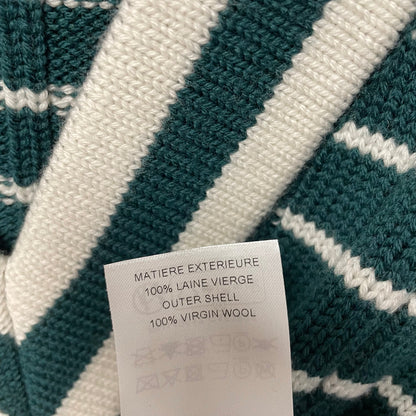 MATIERE EXTERIEURE
100% LAINE VIERGE
OUTER SHELL
100% VIRGIN WOOL